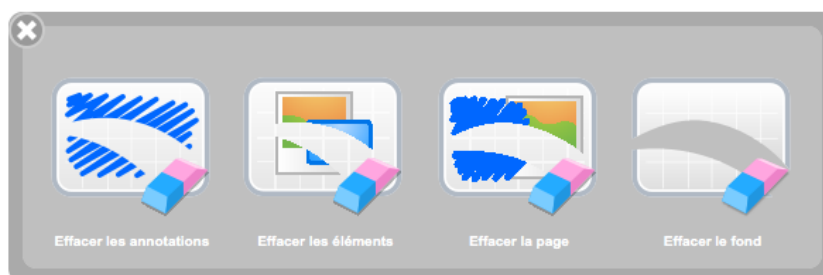 Effacer les annotations
Effacer les éléments
Effacer la page
Effacer le fond